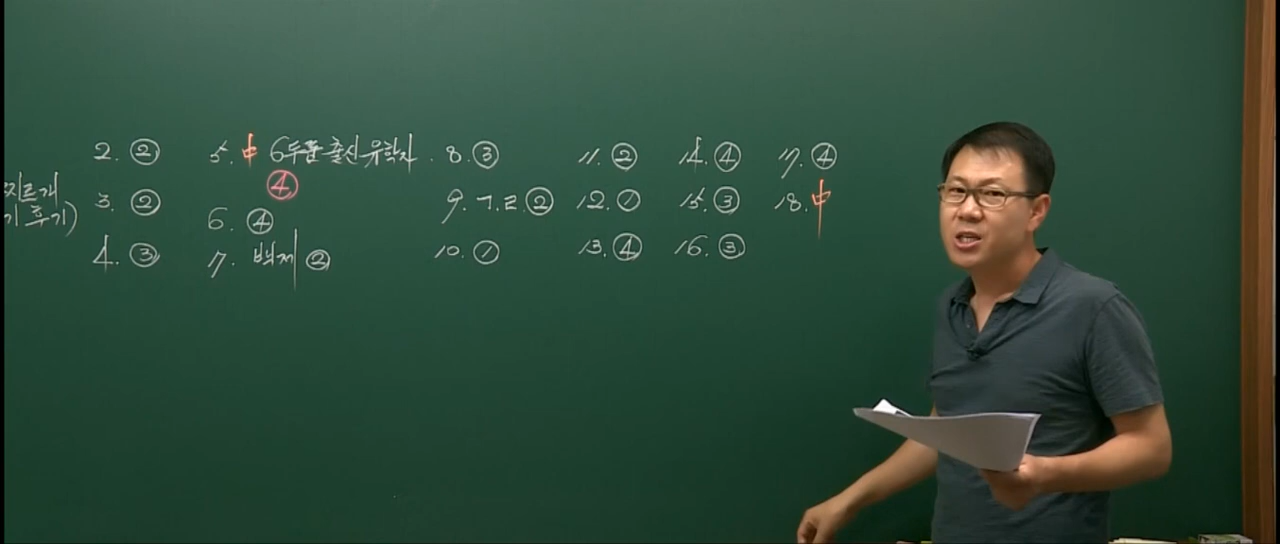 찌르개
기 후기)
2. ②
3. ②
4. ③
5. 中 6두품 출신 유학자.
④
6. ④
7. 백제 ②
8. ③
9. ㄱ.ㄹ ②
10. ①
11. ②
12. ①
13. ④
14. ④
15. ③
16. ③
17. ④
18. 中